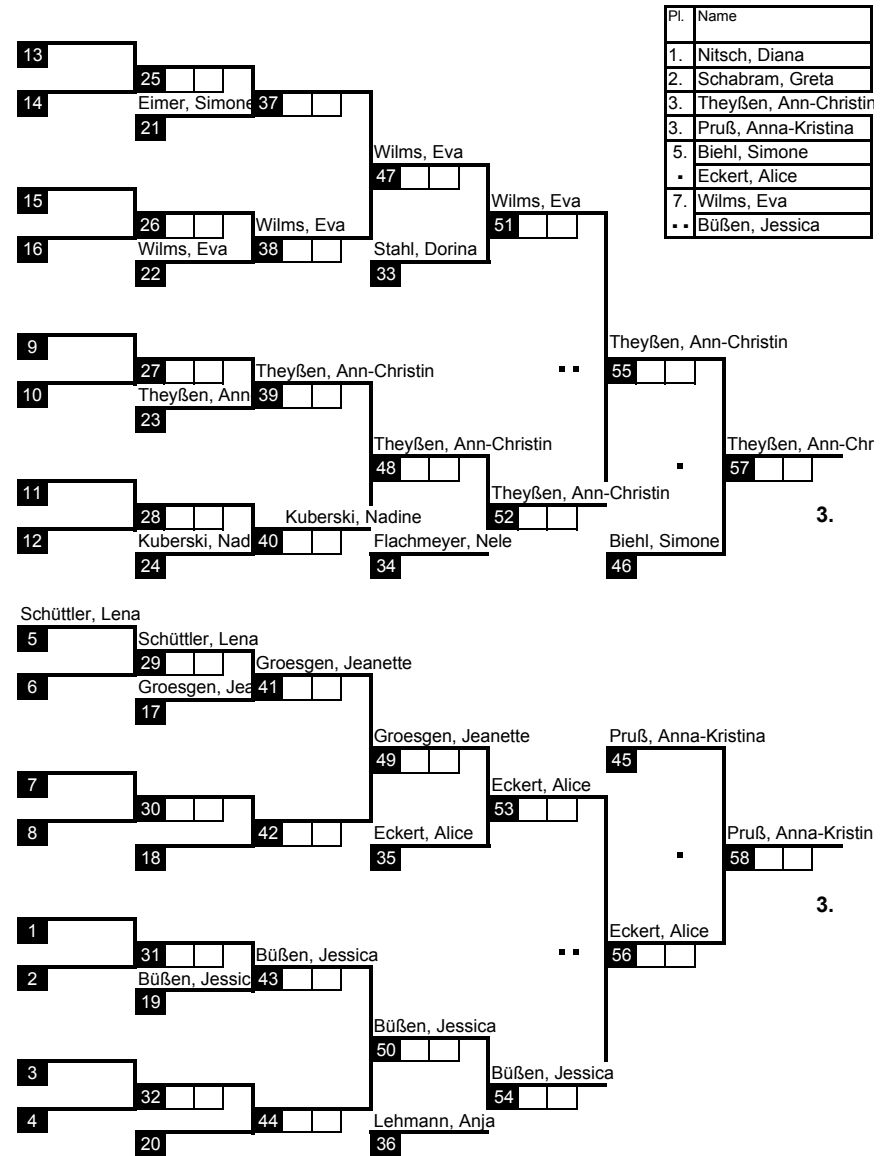 Pl. Name
1. Nitsch, Diana
2. Schabram, Greta
3. Theyßen, Ann-Christin
3. Pruß, Anna-Kristina
5. Biehl, Simone
▪ Eckert, Alice
7. Wilms, Eva
▪ ▪ Büßen, Jessica
13
25
14 Eimer, Simone 37
21
Wilms, Eva
47
15 Wilms, Eva
26 Wilms, Eva 51
16 Wilms, Eva 38 Stahl, Dorina
22 33
9 Theyßen, Ann-Christin
27 Theyßen, Ann-Christin ▪ ▪ 55
10 Theyßen, Ann 39
23
Theyßen, Ann-Christin Theyßen, Ann-Chr
48 ▪ 57
11 Theyßen, Ann-Christin
28 Kuberski, Nadine 52 3.
12 Kuberski, Nad 40 Flachmeyer, Nele Biehl, Simone
24 34 46
Schüttler, Lena
5 Schüttler, Lena
29 Groesgen, Jeanette
6 Groesgen, Jea 41
17
Groesgen, Jeanette Pruß, Anna-Kristina
49 45
7 Eckert, Alice
30 53
8 42 Eckert, Alice Pruß, Anna-Kristin
18 35 ▪ 58
3.
1 Eckert, Alice
31 Büßen, Jessica ▪ ▪ 56
2 Büßen, Jessic 43
19
Büßen, Jessica
50
3 Büßen, Jessica
32 54
4 44 Lehmann, Anja
20 36